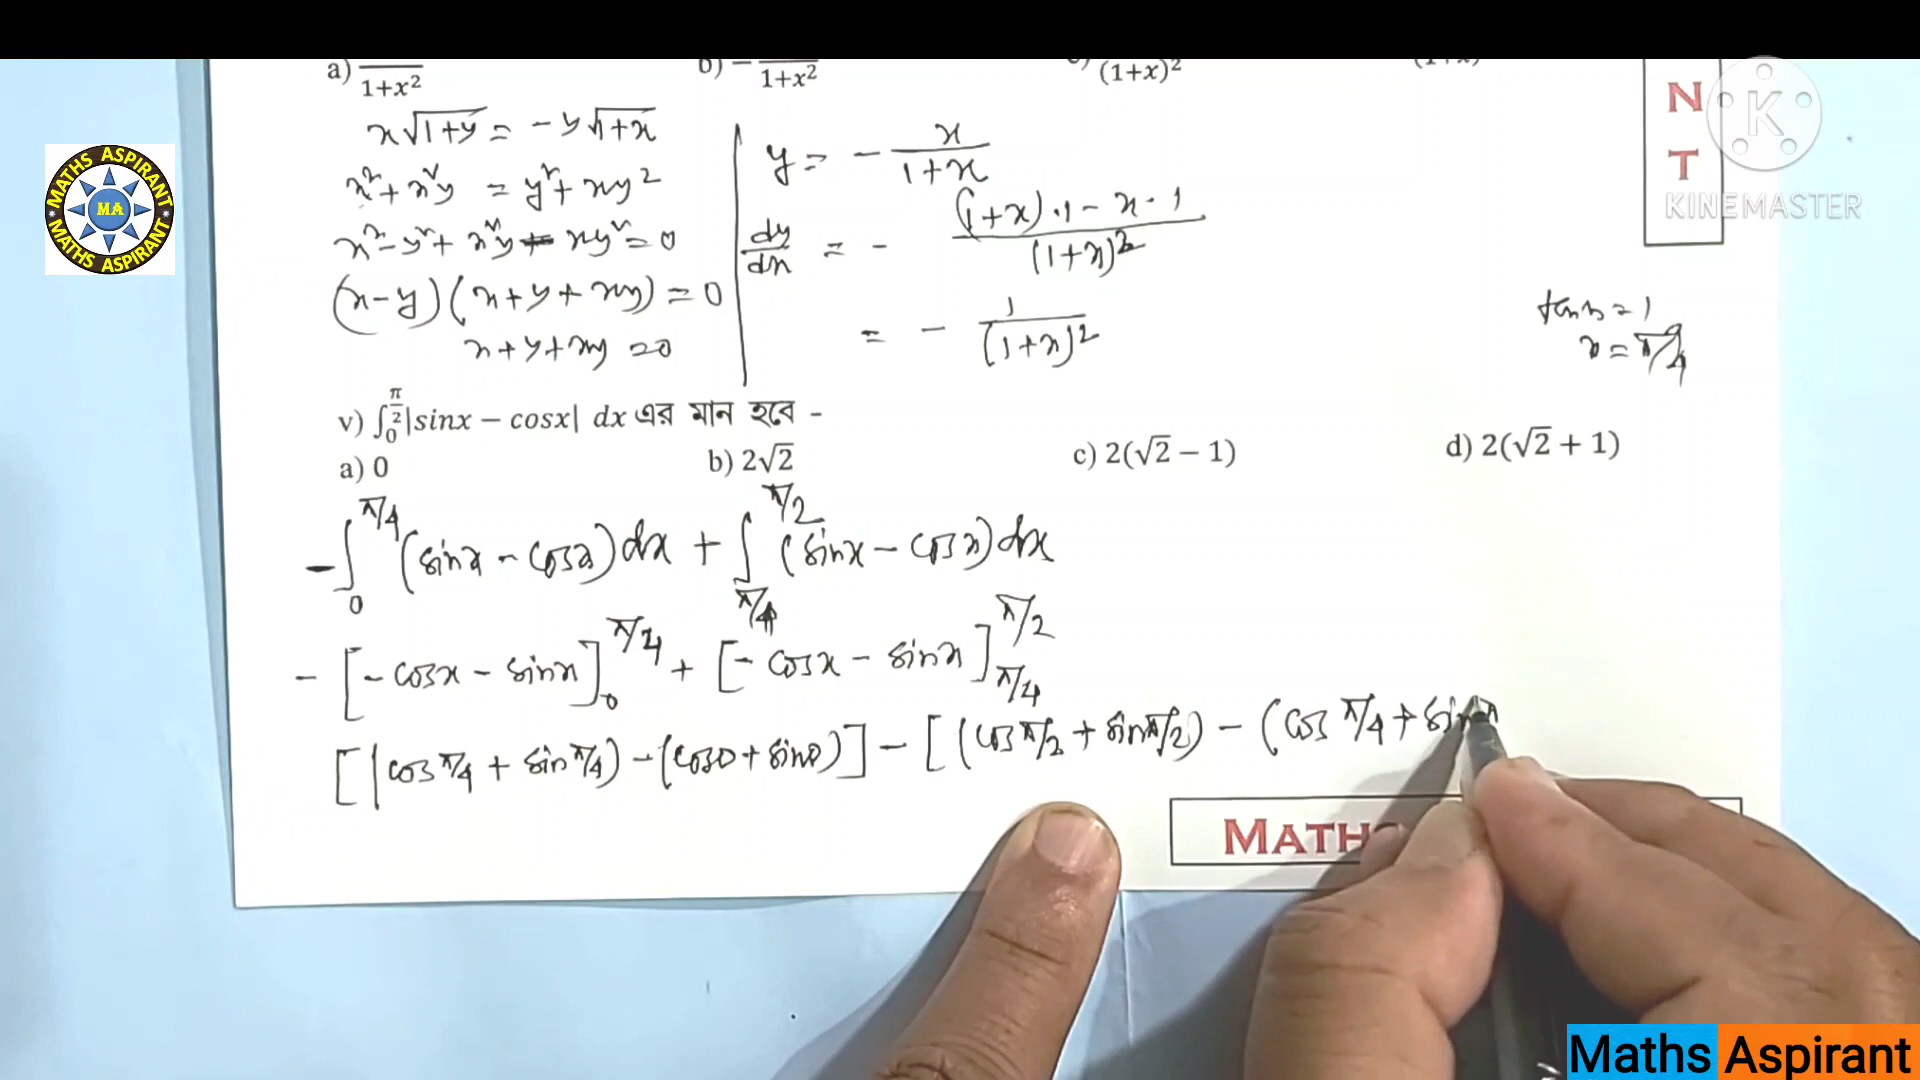 a) 1+x²
b) − 1+x²
(1+x)²
x√1+y = −y√1+x
x² + x²y = y² + xy²
x² − y² + x²y − xy² = 0
(x−y)(x+y+xy) = 0
x+y+xy = 0
y = − x/(1+x)
dy/dx = − ((1+x)·1 − x·1)/(1+x)²
= − 1/(1+x)²
tan x = 1
x = π/4
N
T
KINEMASTER
MATHS ASPIRANT
MA
MATHS ASPIRANT
v) ∫₀^(π/2) |sinx − cosx| dx এর মান হবে -
a) 0 b) 2√2 c) 2(√2 − 1) d) 2(√2 + 1)
− ∫₀^(π/4) (sinx − cosx) dx + ∫_(π/4)^(π/2) (sinx − cosx) dx
− [− cosx − sinx]₀^(π/4) + [− cosx − sinx]_(π/4)^(π/2)
[(cos π/4 + sin π/4) − (cos0 + sin0)] − [(cos π/2 + sin π/2) − (cos π/4 + sin π
Maths Aspirant